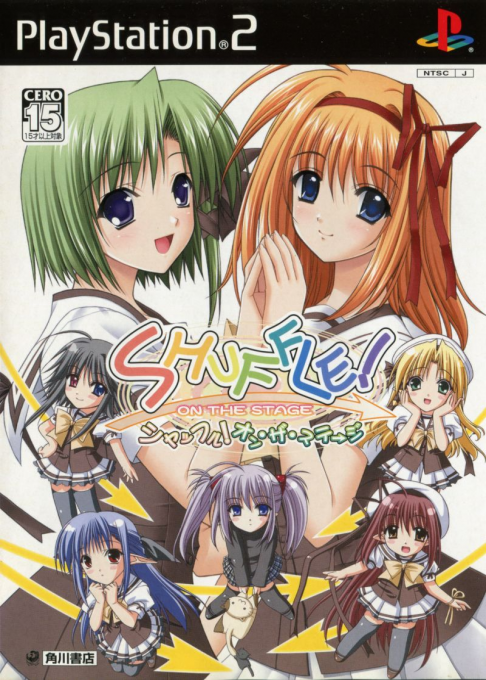 PlayStation®2
NTSC J
CERO
15
15才以上対象
SHUFFLE!
ON THE STAGE
シャッフル!オン・ザ・ステージ
角川書店